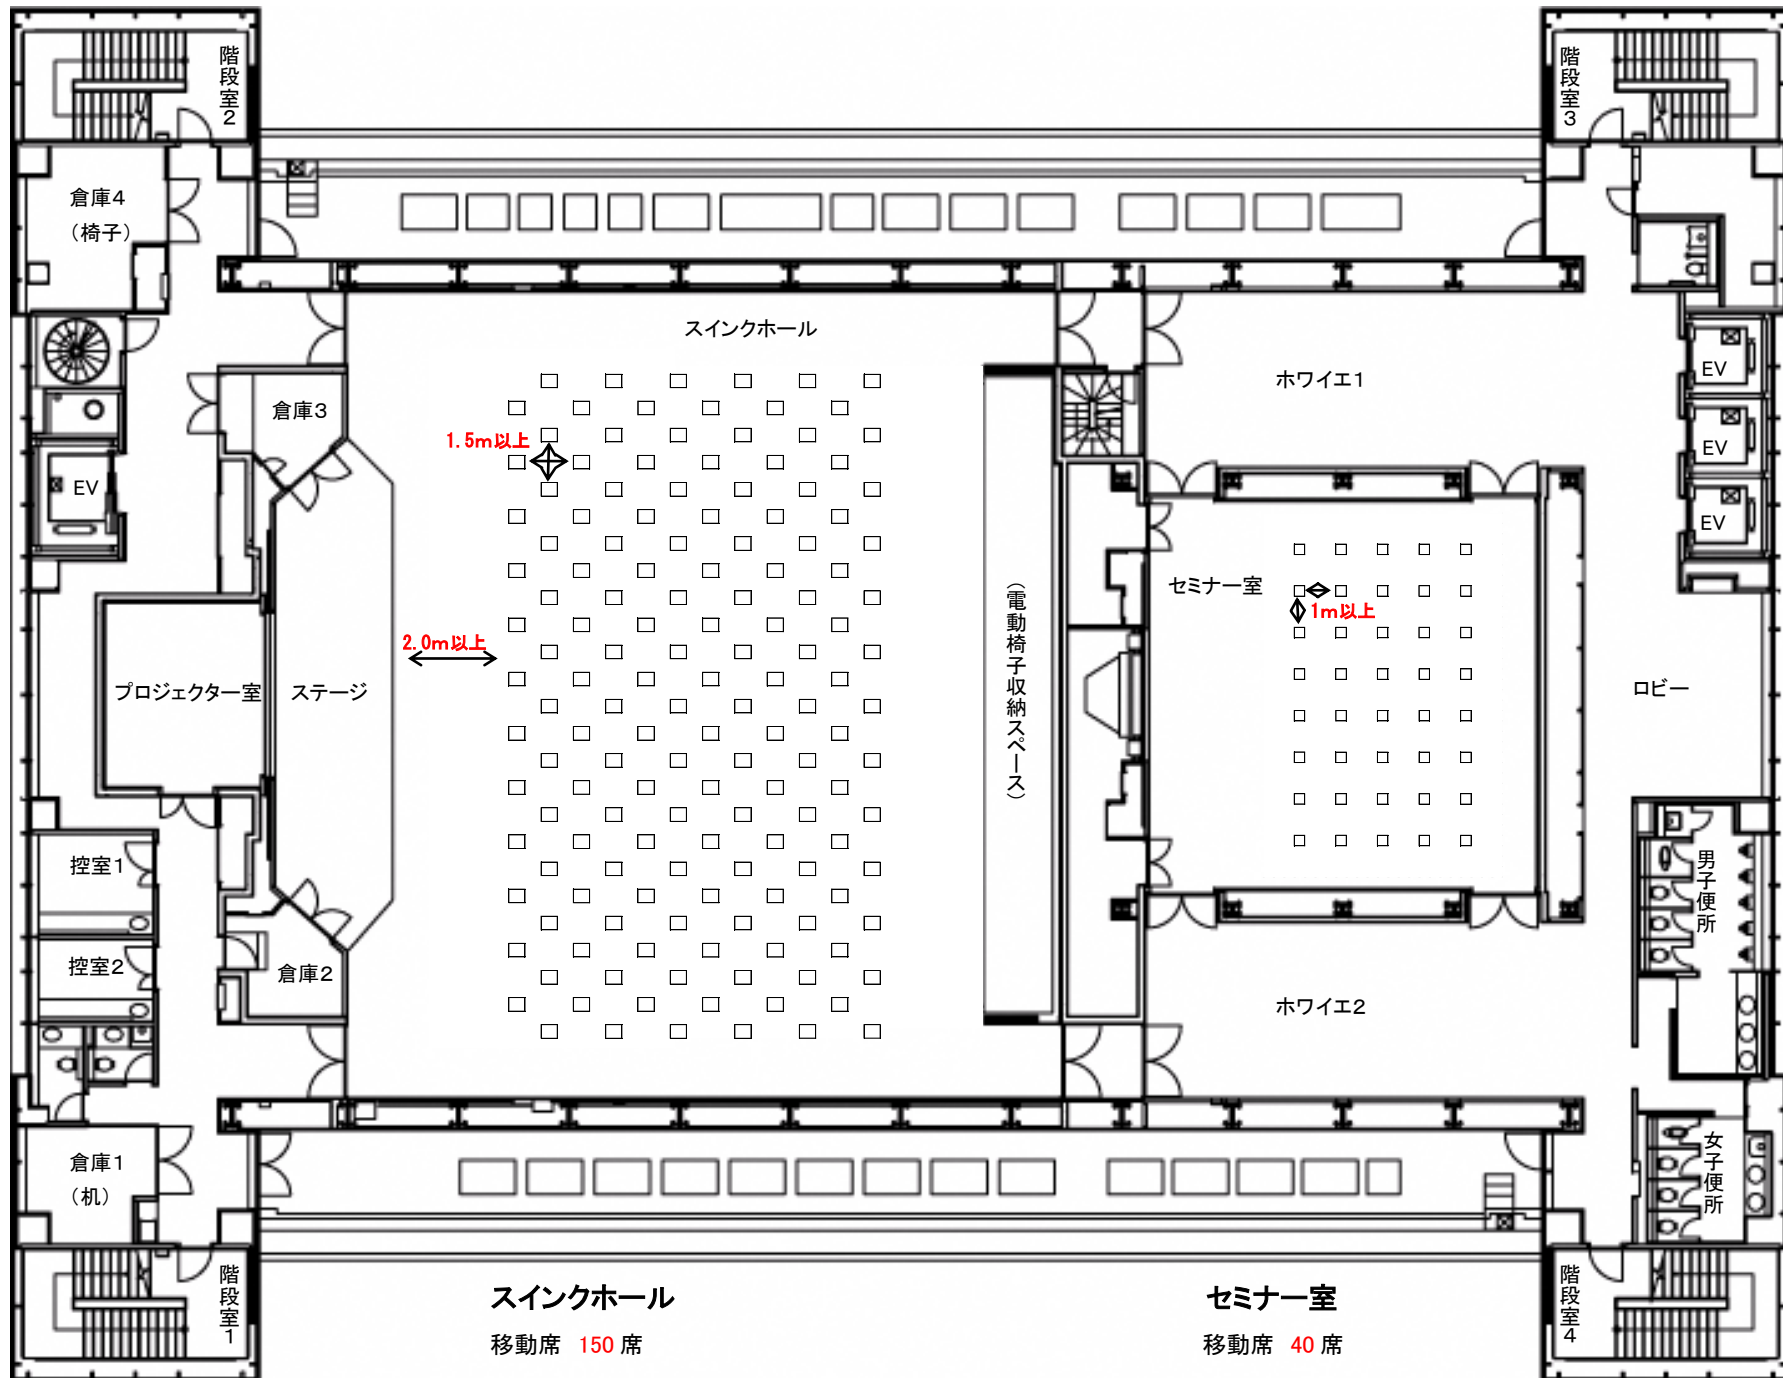 階段室2
階段室3
倉庫4
（椅子）
スインクホール
EV
ホワイエ1
倉庫3
1.5m以上
EV
EV
EV
セミナー室
1m以上
（電動椅子収納スペース）
2.0m以上
プロジェクター室
ステージ
ロビー
控室1
男子便所
控室2
倉庫2
ホワイエ2
倉庫1
（机）
女子便所
階段室1
階段室4
スインクホール
移動席 150 席
セミナー室
移動席 40 席